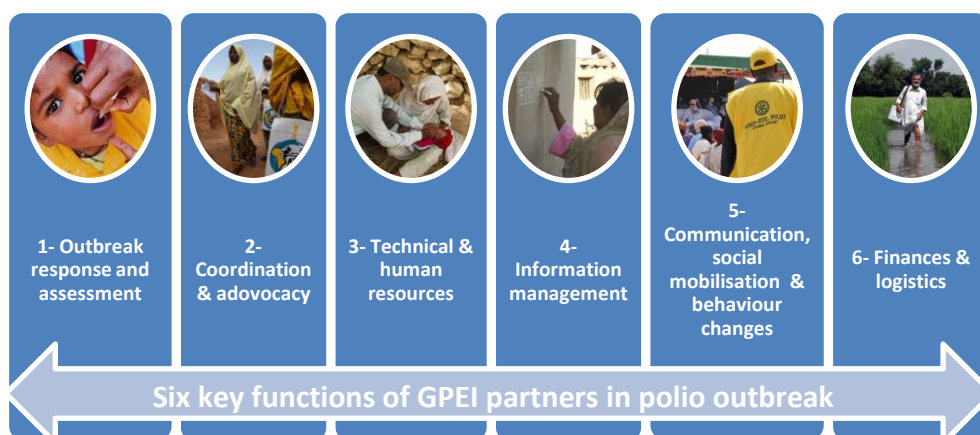 1- Outbreak
response and
assessment
2-
Coordination
& adovocacy
3- Technical &
human
resources
4-
Information
management
5-
Communication,
social
mobilisation &
behaviour
changes
6- Finances &
logistics
Six key functions of GPEI partners in polio outbreak